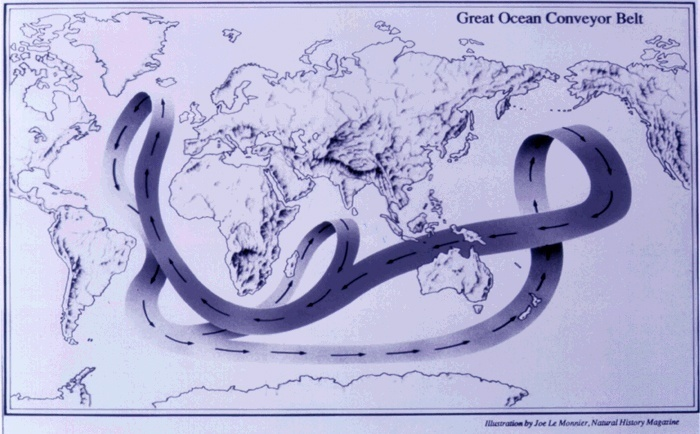 Great Ocean Conveyor Belt
Illustration by Joe Le Monnier, Natural History Magazine